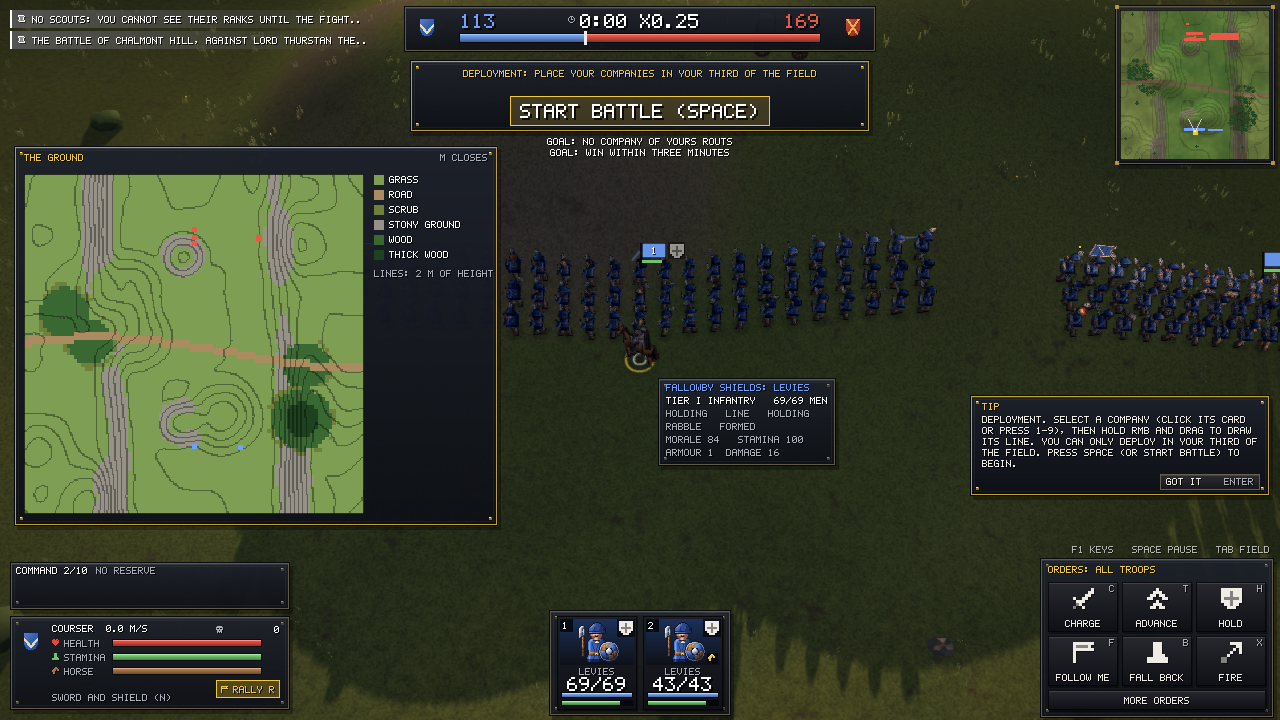 NO SCOUTS: YOU CANNOT SEE THEIR RANKS UNTIL THE FIGHT..
THE BATTLE OF CHALMONT HILL, AGAINST LORD THURSTAN THE..
113 0:00 X0.25 169
DEPLOYMENT: PLACE YOUR COMPANIES IN YOUR THIRD OF THE FIELD
START BATTLE (SPACE)
GOAL: NO COMPANY OF YOURS ROUTS
GOAL: WIN WITHIN THREE MINUTES
THE GROUND M CLOSES
GRASS
ROAD
SCRUB
STONY GROUND
WOOD
THICK WOOD
LINES: 2 M OF HEIGHT
1
FALLOWBY SHIELDS: LEVIES
TIER I INFANTRY 69/69 MEN
HOLDING LINE HOLDING
RABBLE FORMED
MORALE 84 STAMINA 100
ARMOUR 1 DAMAGE 16
TIP
DEPLOYMENT. SELECT A COMPANY (CLICK ITS CARD
OR PRESS 1-9), THEN HOLD RMB AND DRAG TO DRAW
ITS LINE. YOU CAN ONLY DEPLOY IN YOUR THIRD OF
THE FIELD. PRESS SPACE (OR START BATTLE) TO
BEGIN.
GOT IT ENTER
F1 KEYS SPACE PAUSE TAB FIELD
COMMAND 2/10 NO RESERVE
COURSER 0.0 M/S 0
HEALTH
STAMINA
HORSE
SWORD AND SHIELD (N) RALLY R
1 2
LEVIES LEVIES
69/69 43/43
ORDERS: ALL TROOPS
C T H
CHARGE ADVANCE HOLD
F B X
FOLLOW ME FALL BACK FIRE
MORE ORDERS